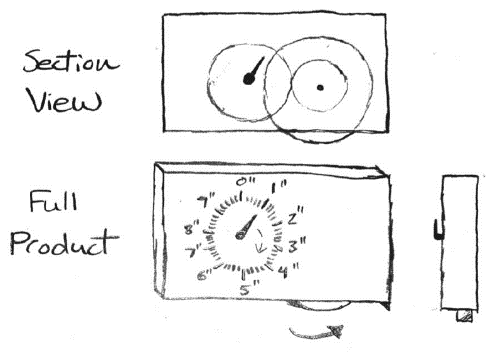 Section
View
Full
Product
0"
1"
2"
3"
4"
5"
6"
7"
8"
9"